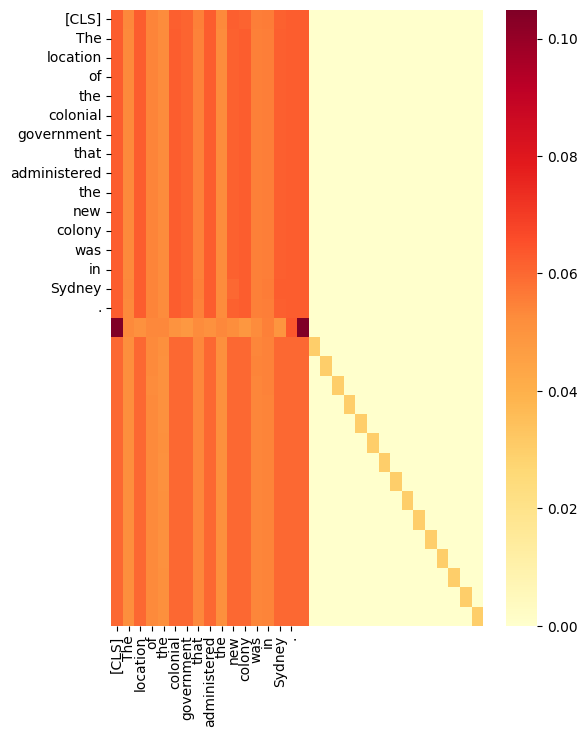 [CLS]
The
location
of
the
colonial
government
that
administered
the
new
colony
was
in
Sydney
.
0.10
0.08
0.06
0.04
0.02
0.00
[CLS]
The
location
of
the
colonial
government
that
administered
the
new
colony
was
in
Sydney
.